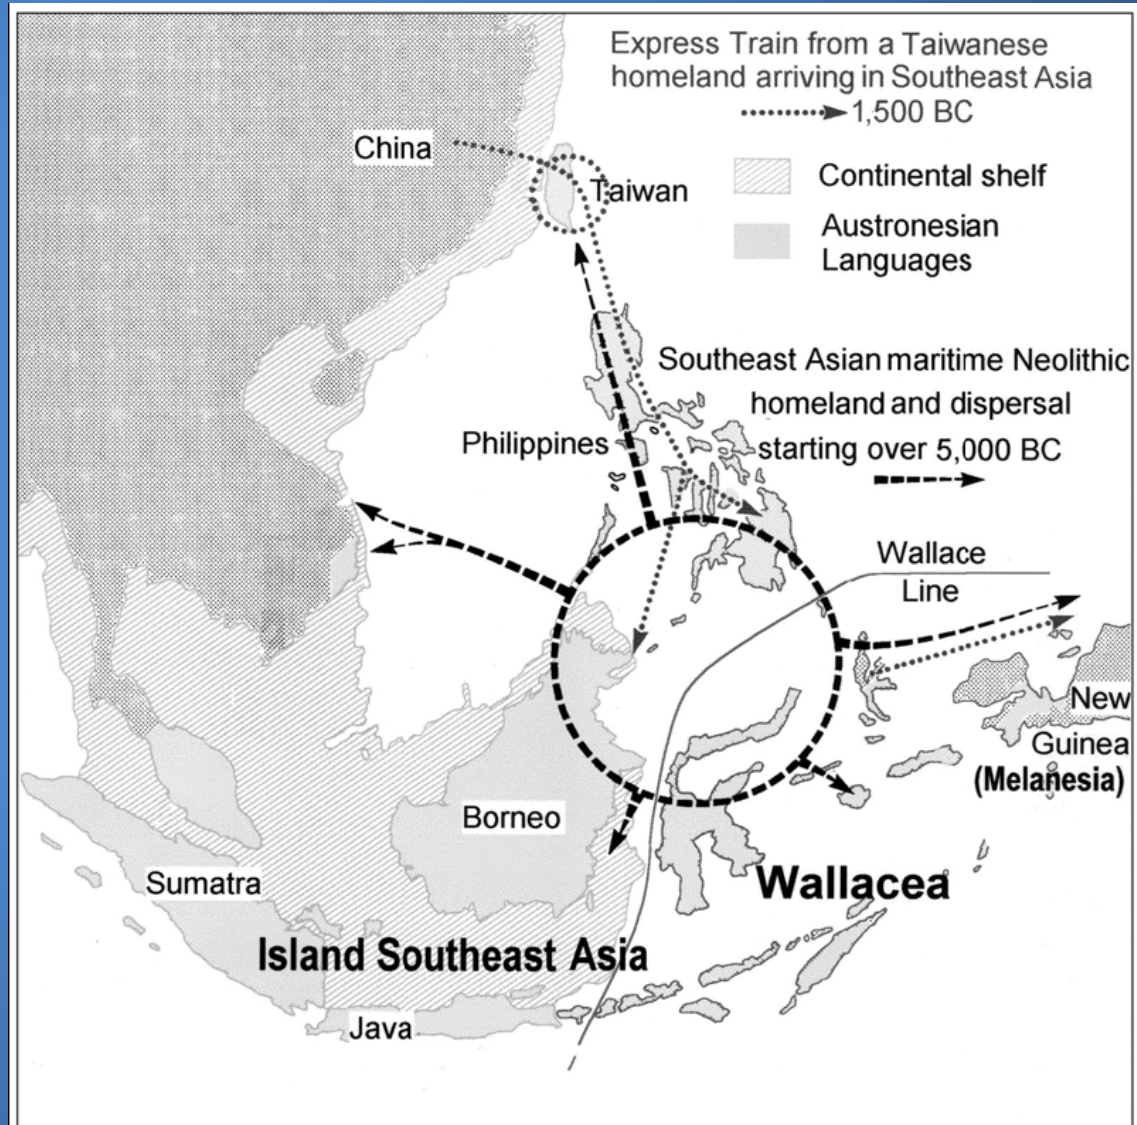 Express Train from a Taiwanese
homeland arriving in Southeast Asia
1,500 BC
China
Taiwan
Continental shelf
Austronesian
Languages
Southeast Asian maritime Neolithic
homeland and dispersal
starting over 5,000 BC
Philippines
Wallace
Line
New
Guinea
(Melanesia)
Borneo
Sumatra
Wallacea
Island Southeast Asia
Java